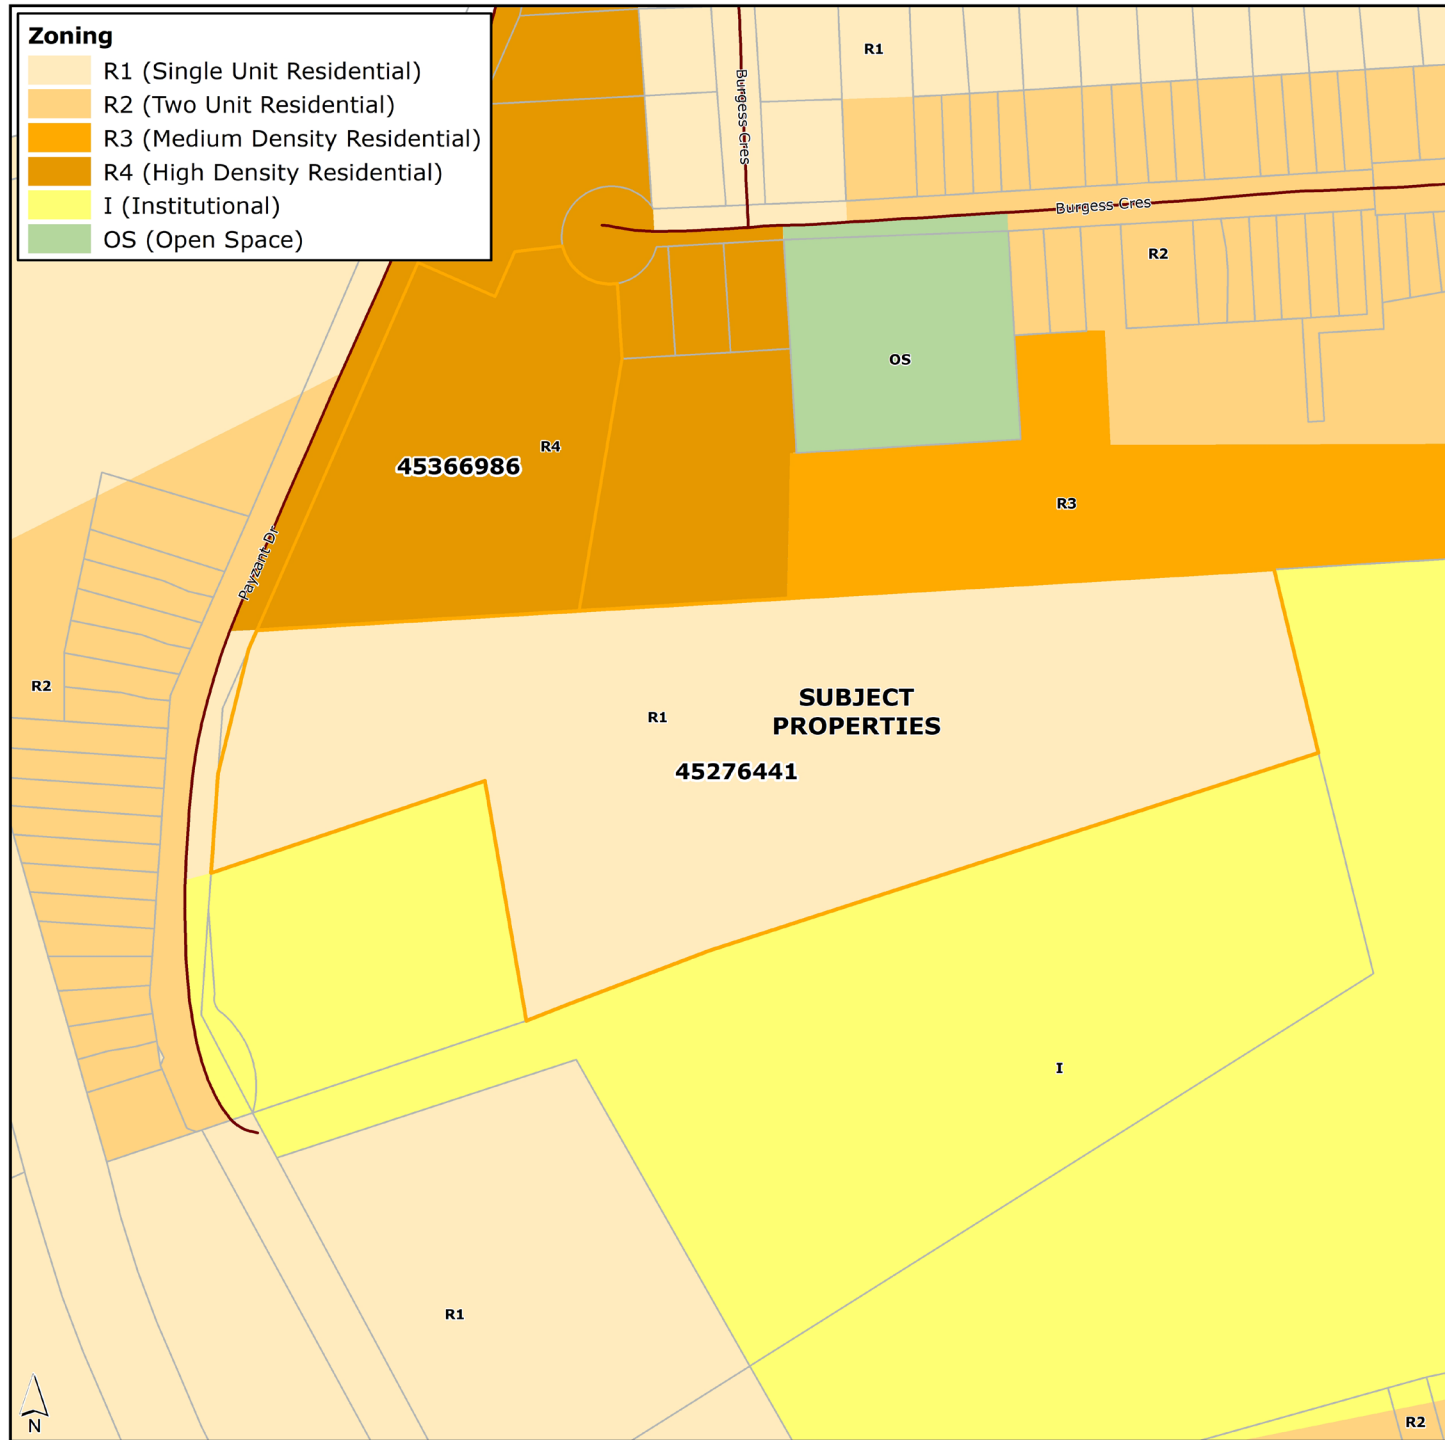 Zoning
R1 (Single Unit Residential)
R2 (Two Unit Residential)
R3 (Medium Density Residential)
R4 (High Density Residential)
I (Institutional)
OS (Open Space)
R1
Burgess Cres
Burgess Cres
R2
OS
R4
45366986
R3
Payzant Dr
R2
SUBJECT
PROPERTIES
R1
45276441
I
R1
N
R2